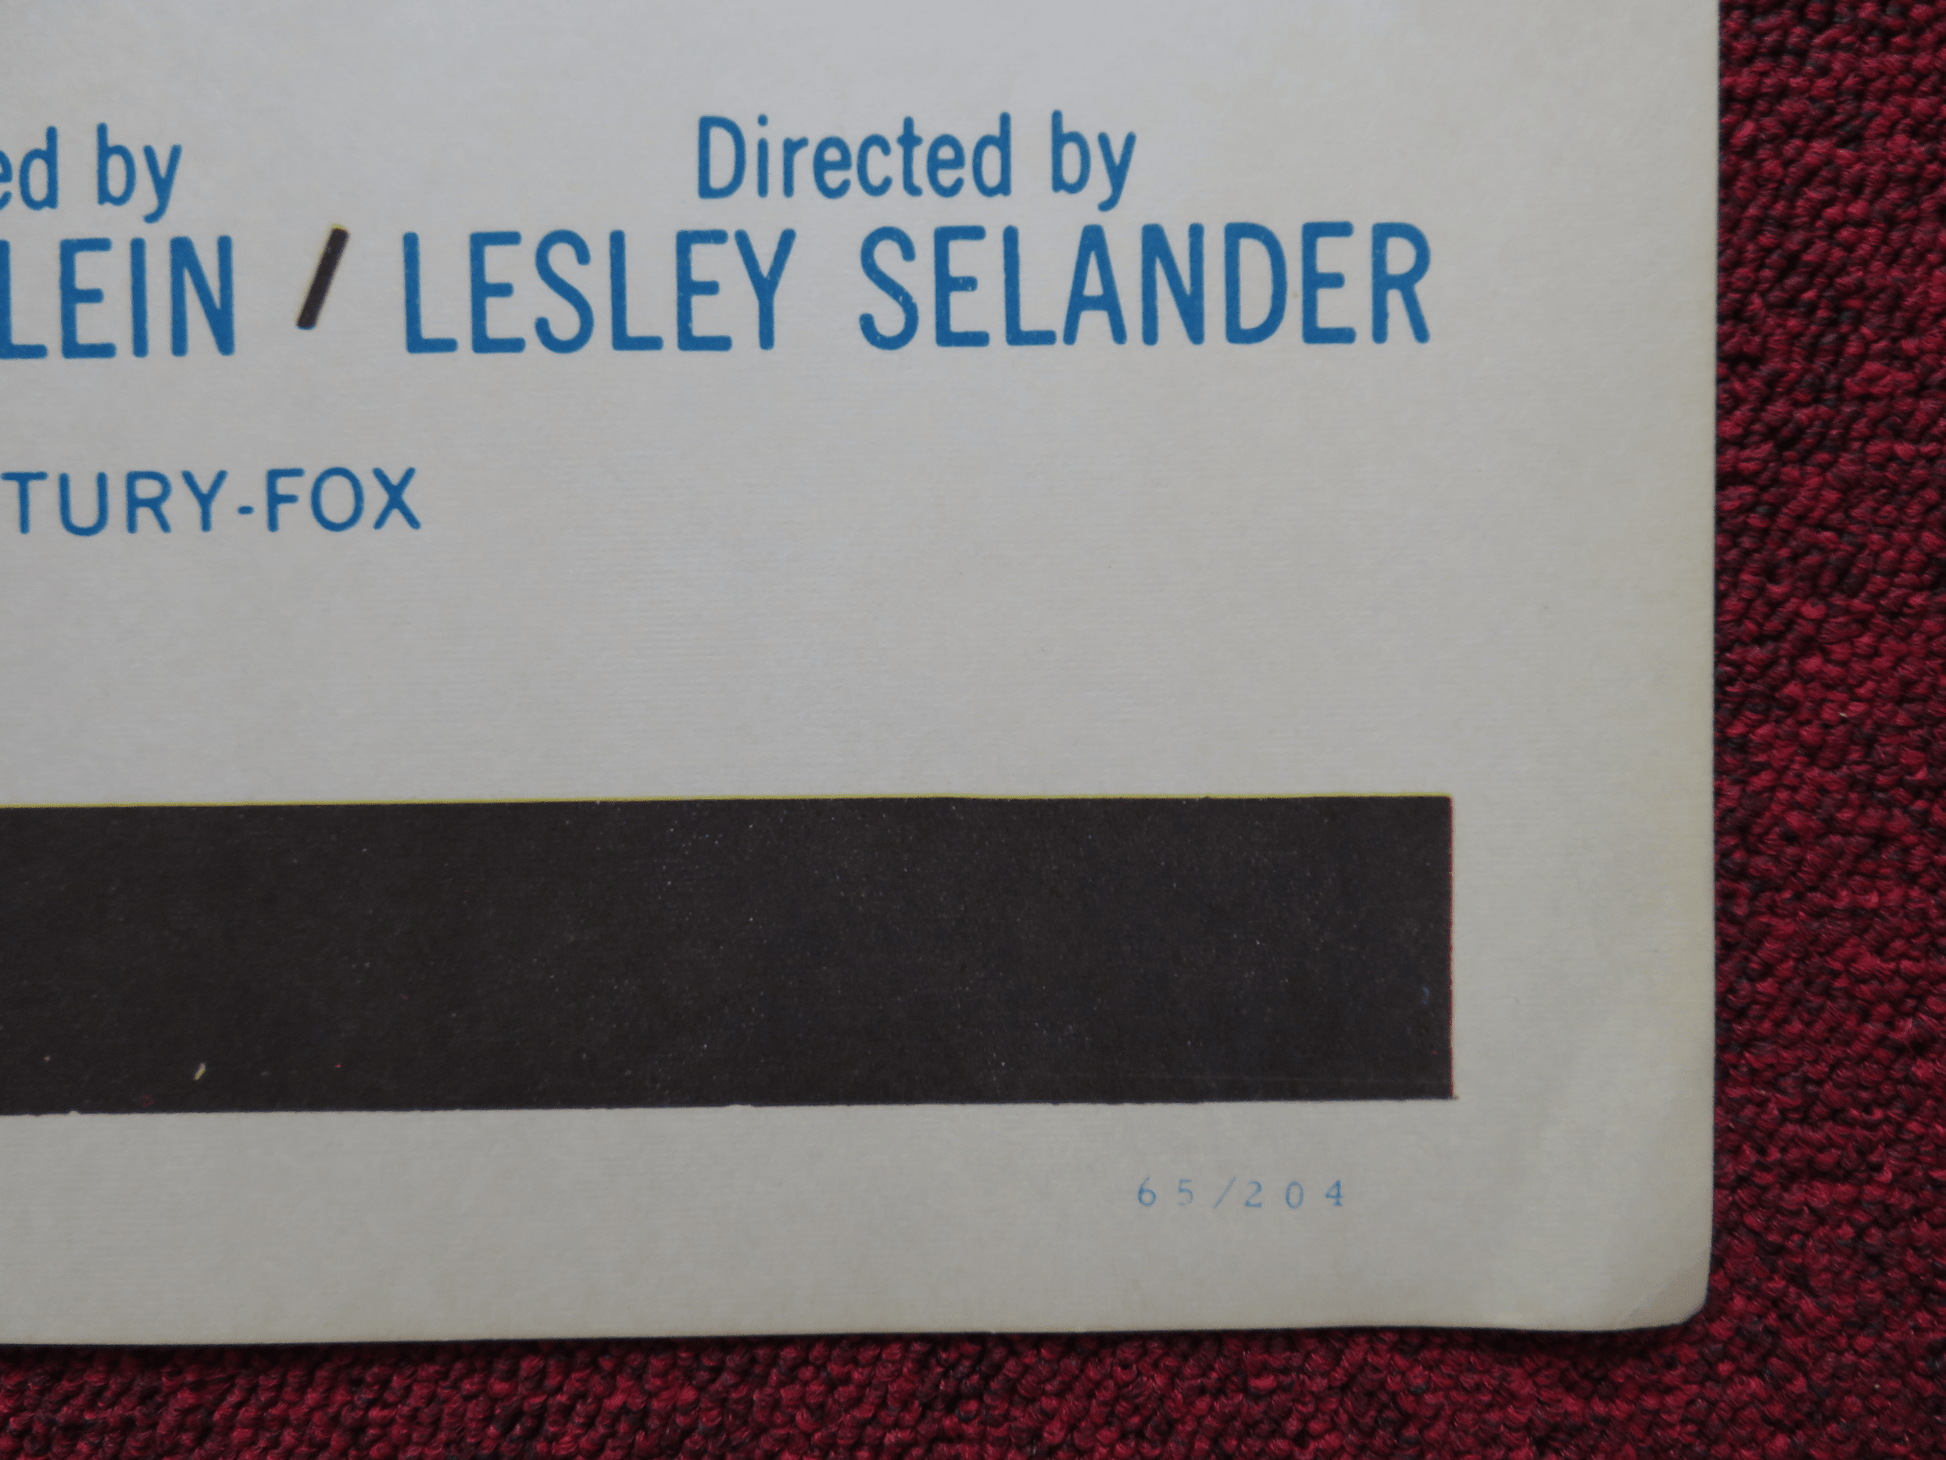 ed by Directed by
LEIN / LESLEY SELANDER
TURY-FOX
65/204